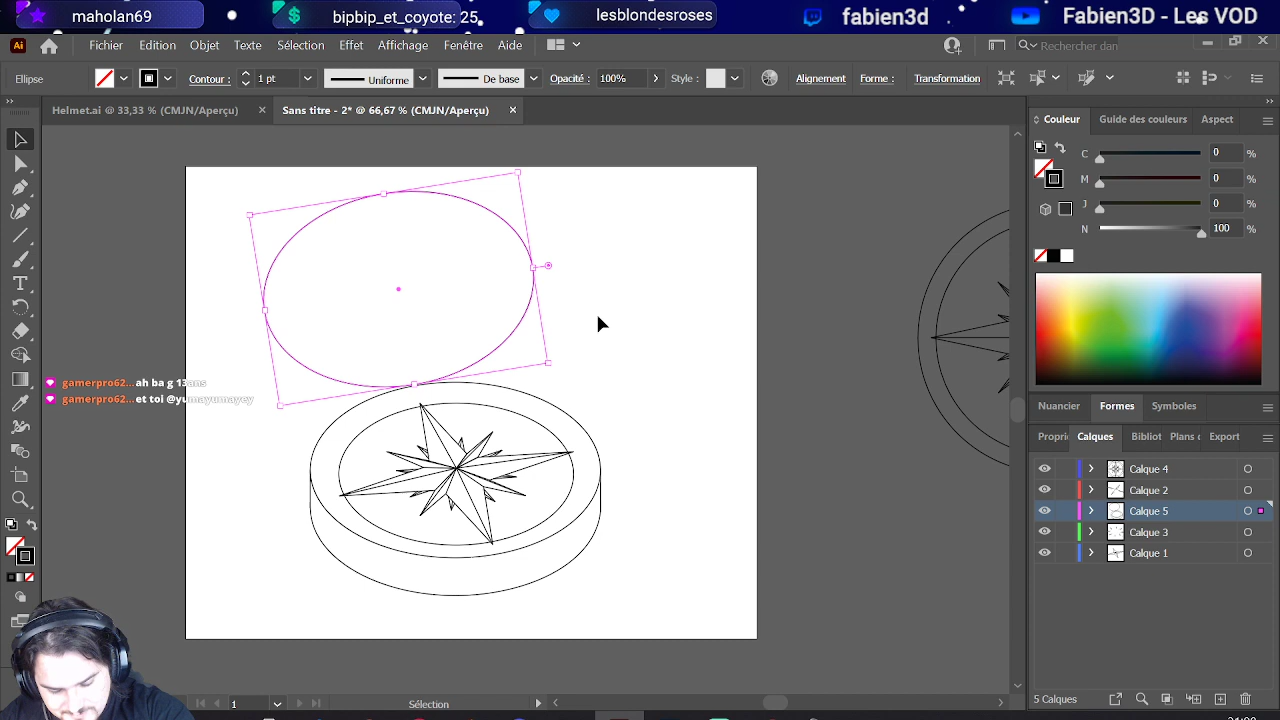 maholan69
bipbip_et_coyote: 25
lesblondesroses
fabien3d
Fabien3D - Les VOD
Ai
Fichier Edition Objet Texte Sélection Effet Affichage Fenêtre Aide
Rechercher dan
Ellipse
Contour :
1 pt
Uniforme
De base
Opacité :
100%
Style :
Alignement
Forme :
Transformation
Helmet.ai @ 33,33 % (CMJN/Aperçu)
Sans titre - 2* @ 66,67 % (CMJN/Aperçu)
Couleur
Guide des couleurs
Aspect
C 0 %
M 0 %
J 0 %
N 100 %
Nuancier
Formes
Symboles
Propri
Calques
Bibliot
Plans
Export
Calque 4
Calque 2
Calque 5
Calque 3
Calque 1
gamerpro62... ah ba g 13ans
gamerpro62... et toi @yumayumayey
5 Calques
1
Sélection